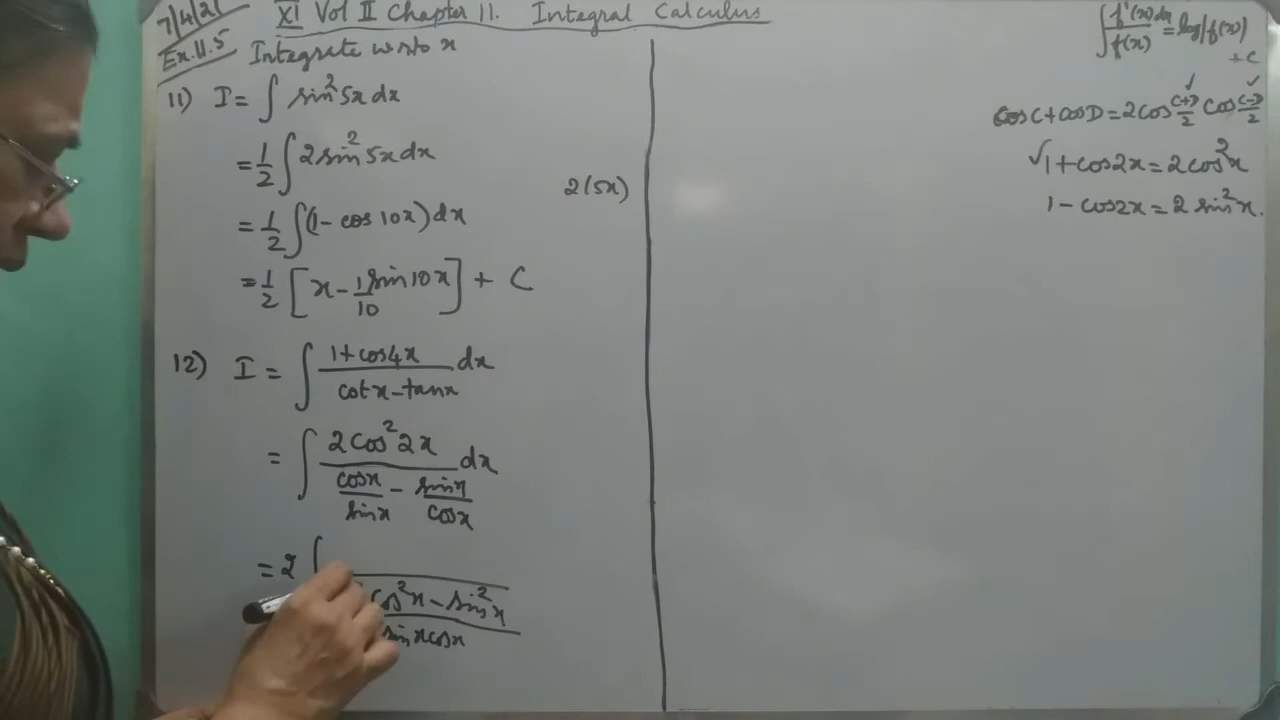 7/4/21 XI Vol II Chapter 11. Integral Calculus
Ex.11.5 Integrate w.r.to x
11) I = ∫ sin²5x dx
= 1/2 ∫ 2sin²5x dx
2(5x)
= 1/2 ∫(1 - cos 10x) dx
= 1/2 [x - 1/10 sin10x] + C
12) I = ∫ (1+cos4x)/(cotx - tanx) dx
= ∫ (2cos²2x)/(cosx/sinx - sinx/cosx) dx
= 2 ∫
cos²x - sin²x
sinxcosx
∫ f'(x)dx/f(x) = log|f(x)|
+ C
cosC + cosD = 2cos (C+D)/2 cos (C-D)/2
✓ 1 + cos2x = 2cos²x
1 - cos2x = 2 sin²x.